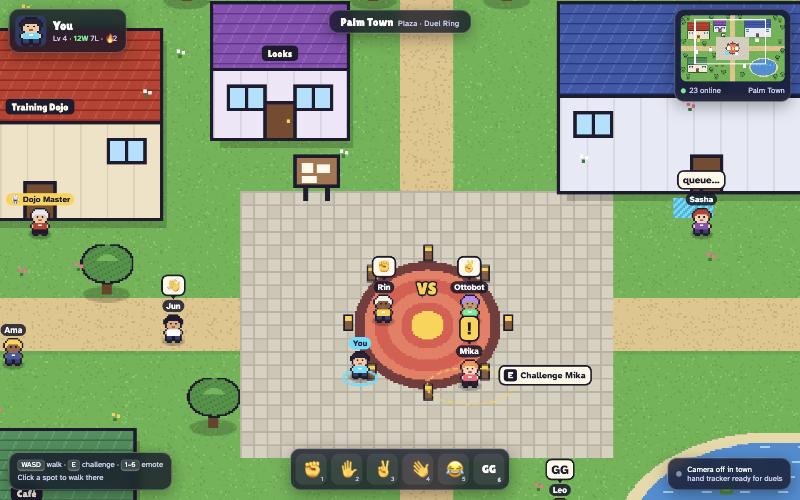 You
Lv 4 · 12W 7L · 🔥2
Palm Town Plaza · Duel Ring
23 online Palm Town
Looks
Training Dojo
Dojo Master
queue...
Sasha
Jun
Rin
VS
Ottobot
!
Ama
You
Mika
E Challenge Mika
WASD walk · E challenge · 1–6 emote
Click a spot to walk there
Café
1 2 3 4 5 GG 6
GG
Leo
Camera off in town
hand tracker ready for duels